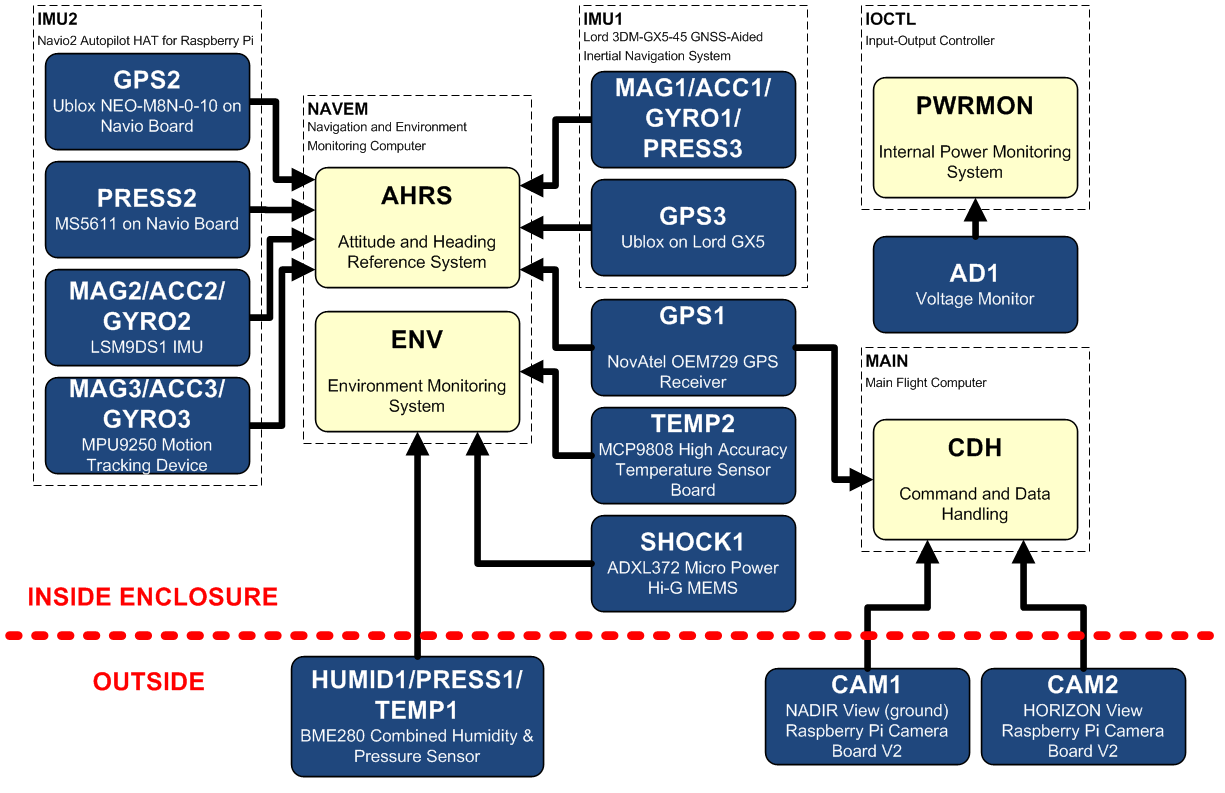 IMU2
Navio2 Autopilot HAT for Raspberry Pi
GPS2
Ublox NEO-M8N-0-10 on
Navio Board
PRESS2
MS5611 on Navio Board
MAG2/ACC2/
GYRO2
LSM9DS1 IMU
MAG3/ACC3/
GYRO3
MPU9250 Motion
Tracking Device
NAVEM
Navigation and Environment
Monitoring Computer
AHRS
Attitude and Heading
Reference System
ENV
Environment Monitoring
System
IMU1
Lord 3DM-GX5-45 GNSS-Aided
Inertial Navigation System
MAG1/ACC1/
GYRO1/
PRESS3
GPS3
Ublox on Lord GX5
GPS1
NovAtel OEM729 GPS
Receiver
TEMP2
MCP9808 High Accuracy
Temperature Sensor
Board
SHOCK1
ADXL372 Micro Power
Hi-G MEMS
IOCTL
Input-Output Controller
PWRMON
Internal Power Monitoring
System
AD1
Voltage Monitor
MAIN
Main Flight Computer
CDH
Command and Data
Handling
INSIDE ENCLOSURE
OUTSIDE
HUMID1/PRESS1/
TEMP1
BME280 Combined Humidity &
Pressure Sensor
CAM1
NADIR View (ground)
Raspberry Pi Camera
Board V2
CAM2
HORIZON View
Raspberry Pi Camera
Board V2